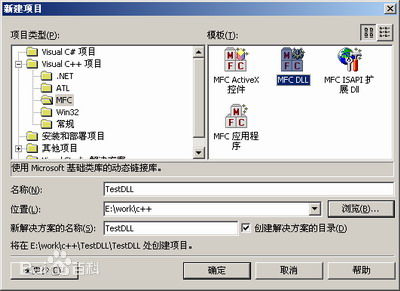 新建项目
项目类型(P):
模板(T):
Visual C# 项目
Visual C++ 项目
.NET
ATL
MFC
Win32
常规
安装和部署项目
其他项目
MFC ActiveX
控件
MFC DLL
MFC ISAPI 扩
展 Dll
MFC 应用程
序
使用 Microsoft 基础类库的动态链接库。
名称(N):
TestDLL
位置(L):
E:\work\c++
浏览(B)...
新解决方案的名称(S):
TestDLL
创建解决方案的目录(D)
将在 E:\work\c++\TestDLL\TestDLL 处创建项目。
Bai百科
确定
取消
帮助